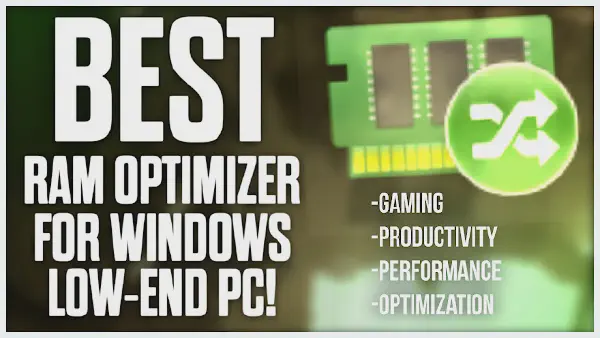 BEST
RAM OPTIMIZER
FOR WINDOWS
LOW-END PC!
-GAMING
-PRODUCTIVITY
-PERFORMANCE
-OPTIMIZATION